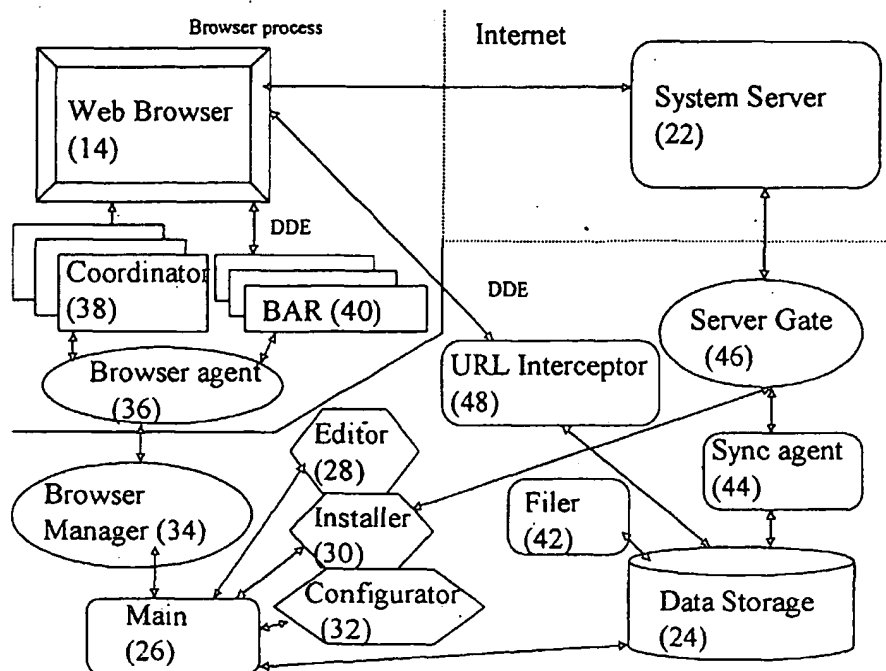 Browser process
Internet
Web Browser
(14)
System Server
(22)
DDE
Coordinator
(38)
BAR (40)
DDE
Server Gate
(46)
Browser agent
(36)
URL Interceptor
(48)
Editor
(28)
Sync agent
(44)
Browser
Manager (34)
Installer
(30)
Filer
(42)
Configurator
(32)
Main
(26)
Data Storage
(24)